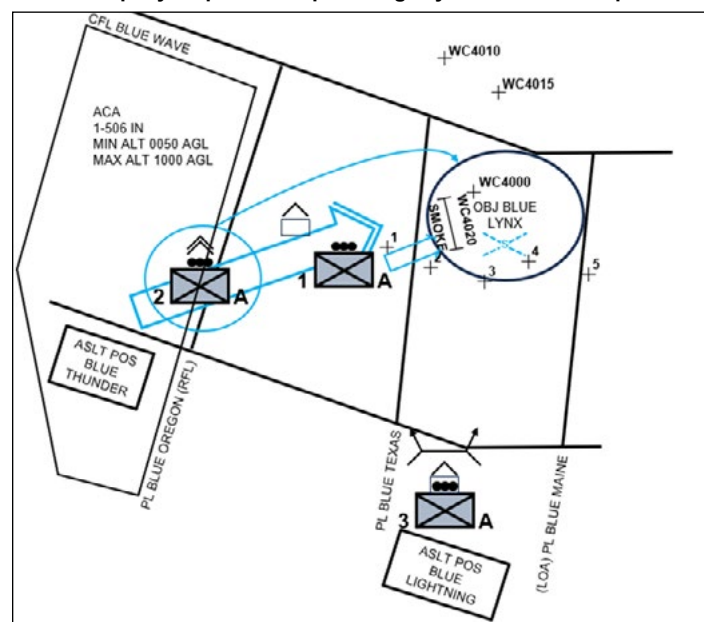 CFL BLUE WAVE
WC4010
WC4015
ACA
1-506 IN
MIN ALT 0050 AGL
MAX ALT 1000 AGL
WC4000
SMOKE
WC4020
OBJ BLUE
LYNX
1
2
3
4
5
2
A
1
A
ASLT POS
BLUE
THUNDER
PL BLUE OREGON (RFL)
PL BLUE TEXAS
(LOA) PL BLUE MAINE
3
A
ASLT POS
BLUE
LIGHTNING